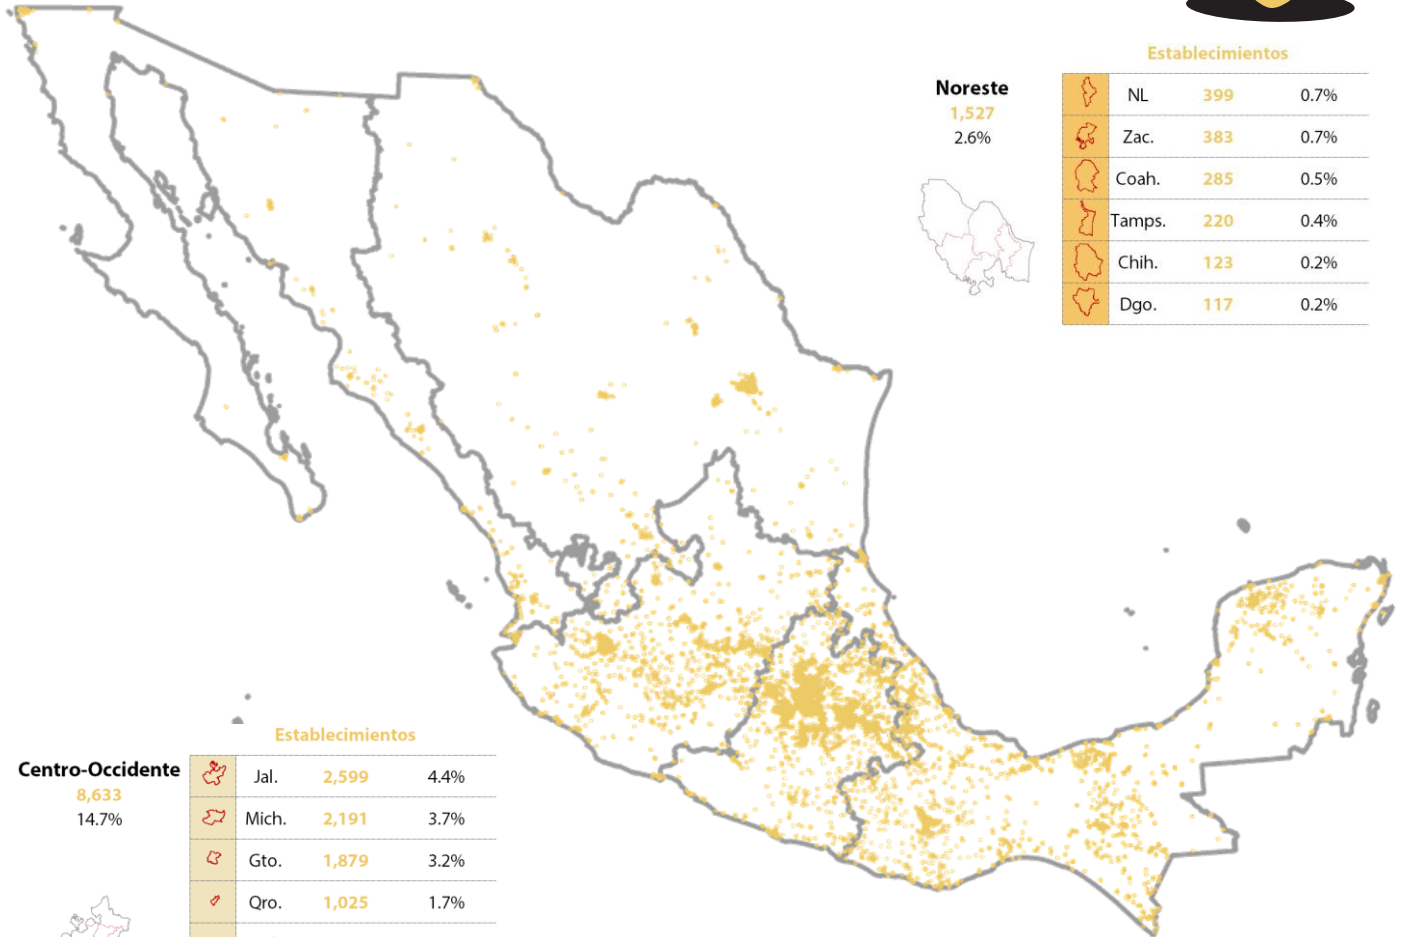 Establecimientos
Noreste
1,527
2.6%
NL 399 0.7%
Zac. 383 0.7%
Coah. 285 0.5%
Tamps. 220 0.4%
Chih. 123 0.2%
Dgo. 117 0.2%
Establecimientos
Centro-Occidente
8,633
14.7%
Jal. 2,599 4.4%
Mich. 2,191 3.7%
Gto. 1,879 3.2%
Qro. 1,025 1.7%